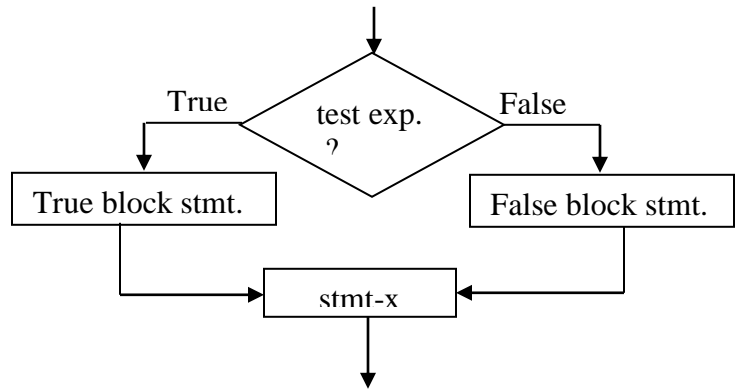 True
test exp.
?
False
True block stmt.
False block stmt.
stmt-x